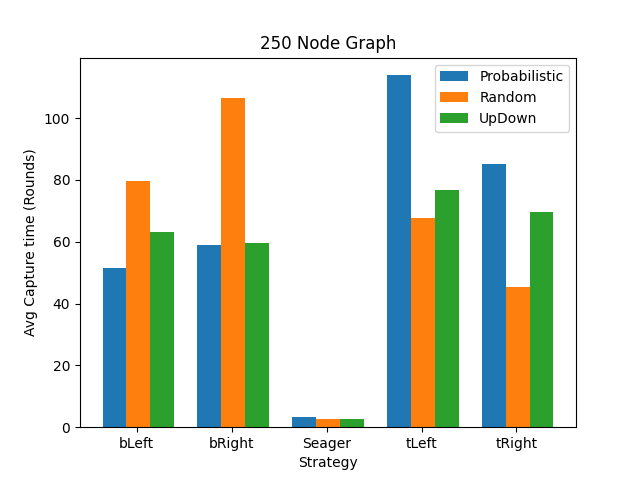 250 Node Graph
Probabilistic
Random
UpDown
Avg Capture time (Rounds)
100
80
60
40
20
0
bLeft
bRight
Seager
tLeft
tRight
Strategy